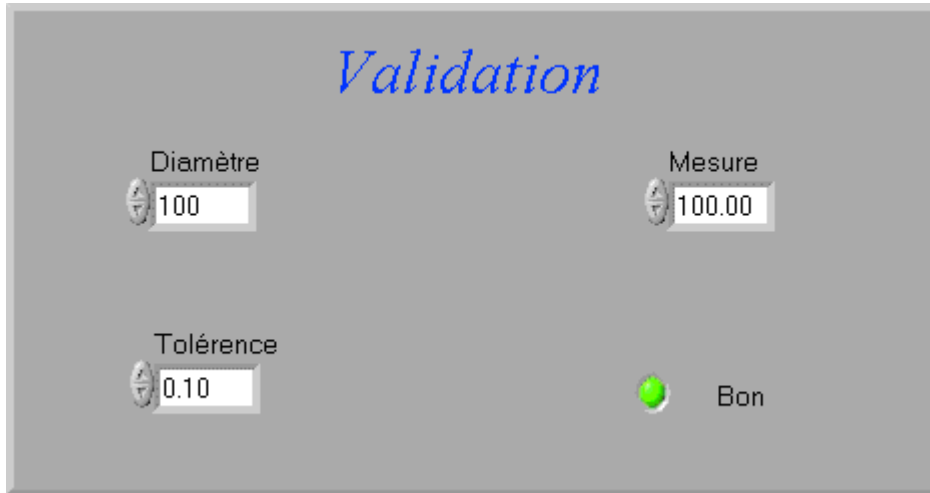 Validation
Diamètre
100
Mesure
100.00
Tolérence
0.10
Bon